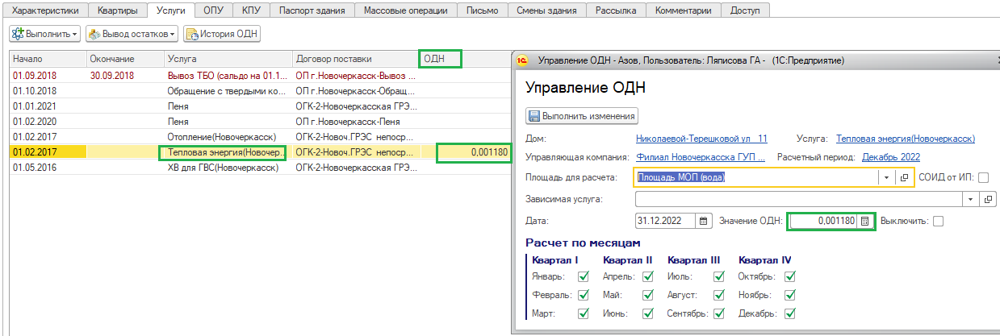 Характеристики Квартиры Услуги ОПУ КПУ Паспорт здания Массовые операции Письмо Смены здания Рассылка Комментарии Доступ
Выполнить Вывод остатков История ОДН
Начало Окончание Услуга Договор поставки ОДН
01.09.2018 30.09.2018 Вывоз ТБО (сальдо на 01.1... ОП г.Новочеркасск-Вывоз ...
01.10.2018 Обращение с твердыми ко... ОП г.Новочеркасск-Обращ...
01.01.2021 Пеня ОГК-2-Новочеркасская ГРЭ...
01.02.2020 Пеня ОП г.Новочеркасск-Пеня
01.02.2017 Отопление(Новочеркасск) ОГК-2-Новоч.ГРЭС непоср...
01.02.2017 Тепловая энергия(Новочер... ОГК-2-Новоч.ГРЭС непоср... 0,001180
01.05.2016 ХВ для ГВС(Новочеркасск) ОГК-2-Новочеркасская ГРЭ...
1С Управление ОДН - Азов, Пользователь: Ляписова ГА - (1С:Предприятие)
Управление ОДН
Выполнить изменения
Дом: Николаевой-Терешковой ул 11 Услуга: Тепловая энергия(Новочеркасск)
Управляющая компания: Филиал Новочеркасска ГУП ... Расчетный период: Декабрь 2022
Площадь для расчета: Площадь МОП (вода) СОИД от ИП:
Зависимая услуга:
Дата: 31.12.2022 Значение ОДН: 0,001180 Выключить:
Расчет по месяцам
Квартал I Квартал II Квартал III Квартал IV
Январь: Апрель: Июль: Октябрь:
Февраль: Май: Август: Ноябрь:
Март: Июнь: Сентябрь: Декабрь: